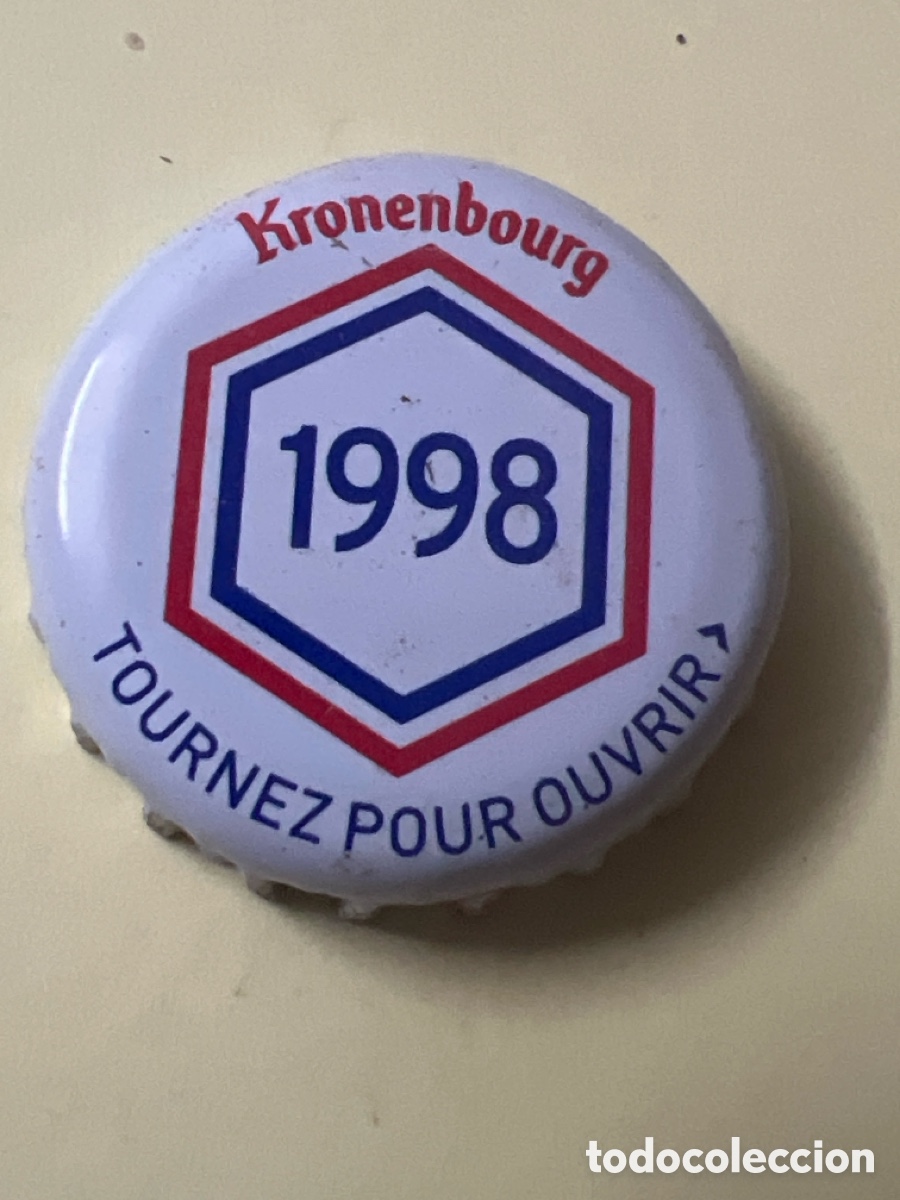 Kronenbourg
1998
TOURNEZ POUR OUVRIR >
todocoleccion